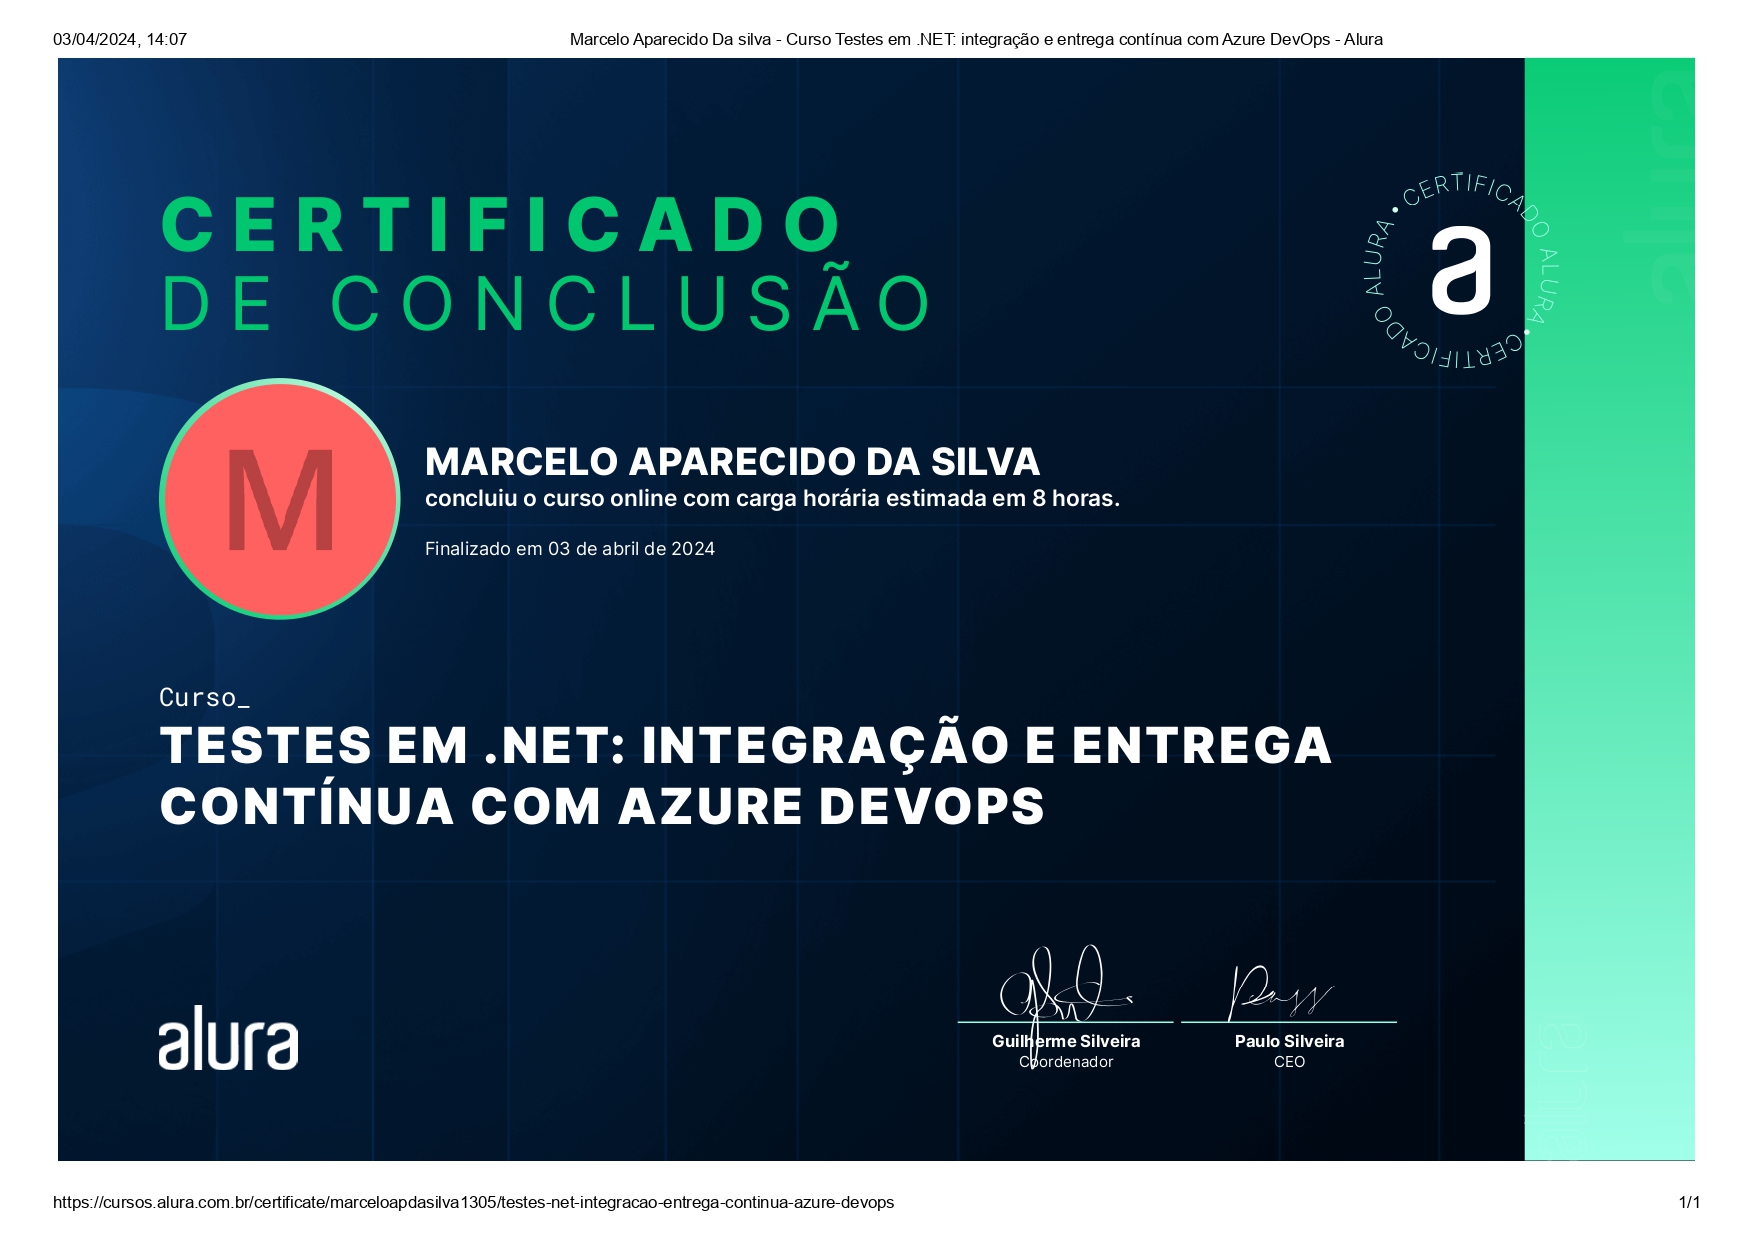 03/04/2024, 14:07
Marcelo Aparecido Da silva - Curso Testes em .NET: integração e entrega contínua com Azure DevOps - Alura
CERTIFICADO
DE CONCLUSÃO
CERTIFICADO ALURA • CERTIFICADO ALURA •
a
M
MARCELO APARECIDO DA SILVA
concluiu o curso online com carga horária estimada em 8 horas.
Finalizado em 03 de abril de 2024
Curso_
TESTES EM .NET: INTEGRAÇÃO E ENTREGA
CONTÍNUA COM AZURE DEVOPS
alura
Guilherme Silveira
Coordenador
Paulo Silveira
CEO
alura
alura
https://cursos.alura.com.br/certificate/marceloapdasilva1305/testes-net-integracao-entrega-continua-azure-devops
1/1